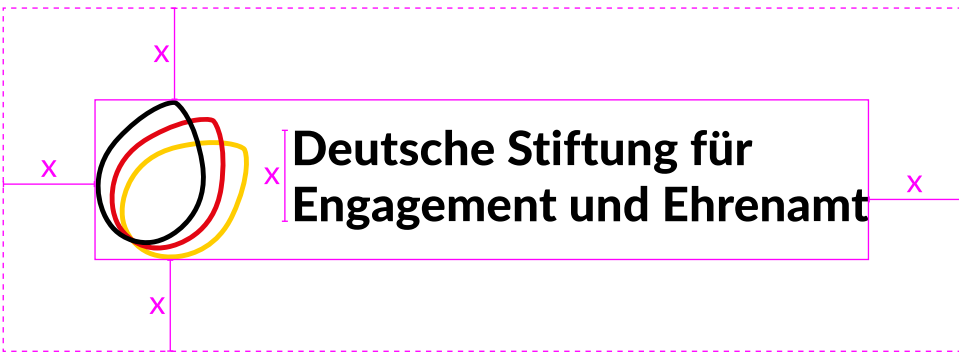 x
Deutsche Stiftung für
x
x
x
Engagement und Ehrenamt
x